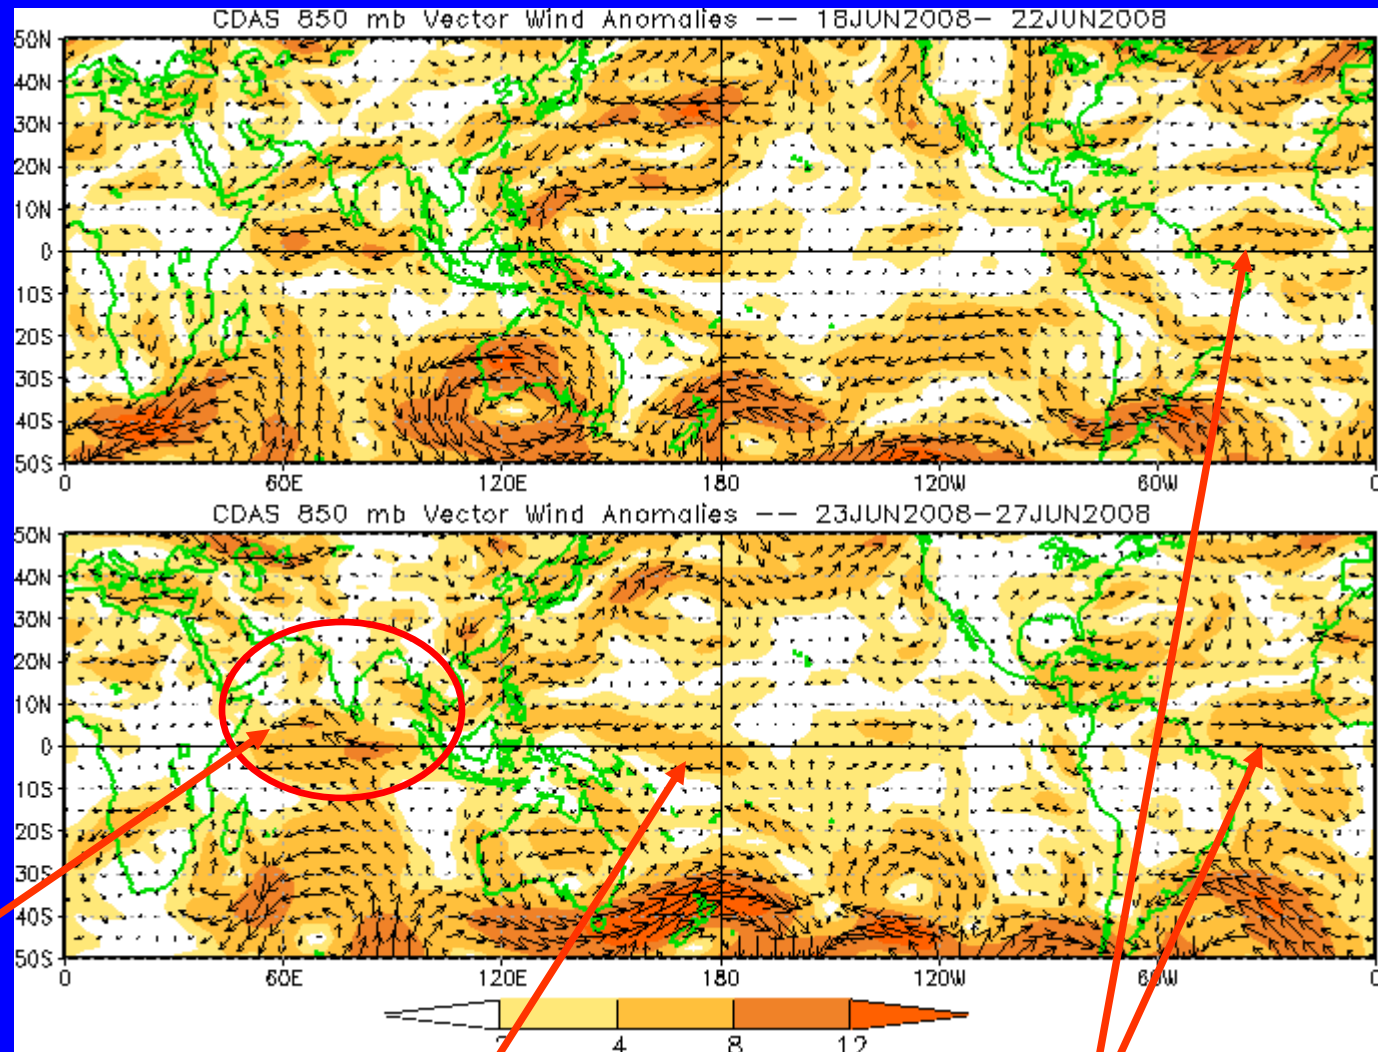 CDAS 850 mb Vector Wind Anomalies -- 18JUN2008- 22JUN2008
50N
40N
30N
20N
10N
0
10S
20S
30S
40S
50S
0 60E 120E 180 120W 60W 0
CDAS 850 mb Vector Wind Anomalies -- 23JUN2008-27JUN2008
50N
40N
30N
20N
10N
0
10S
20S
30S
40S
50S
0 60E 120E 180 120W 60W 0
2 4 8 12